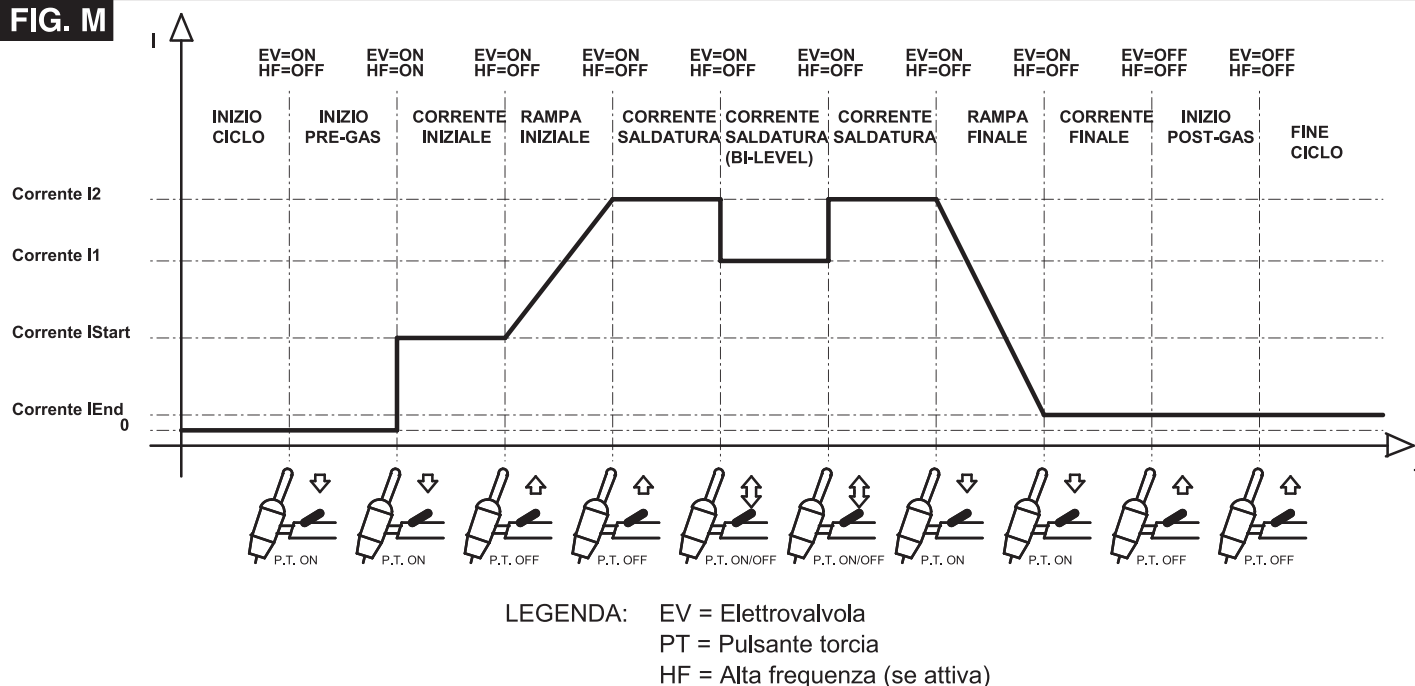 FIG. M
I
EV=ON EV=ON EV=ON EV=ON EV=ON EV=ON EV=ON EV=ON EV=OFF EV=OFF
HF=OFF HF=ON HF=OFF HF=OFF HF=OFF HF=OFF HF=OFF HF=OFF HF=OFF HF=OFF
INIZIO CICLO
INIZIO PRE-GAS
CORRENTE INIZIALE
RAMPA INIZIALE
CORRENTE SALDATURA
CORRENTE SALDATURA (BI-LEVEL)
CORRENTE SALDATURA
RAMPA FINALE
CORRENTE FINALE
INIZIO POST-GAS
FINE CICLO
Corrente I2
Corrente I1
Corrente IStart
Corrente IEnd
0
P.T. ON P.T. ON P.T. OFF P.T. OFF P.T. ON/OFF P.T. ON/OFF P.T. ON P.T. ON P.T. OFF P.T. OFF
LEGENDA: EV = Elettrovalvola
PT = Pulsante torcia
HF = Alta frequenza (se attiva)